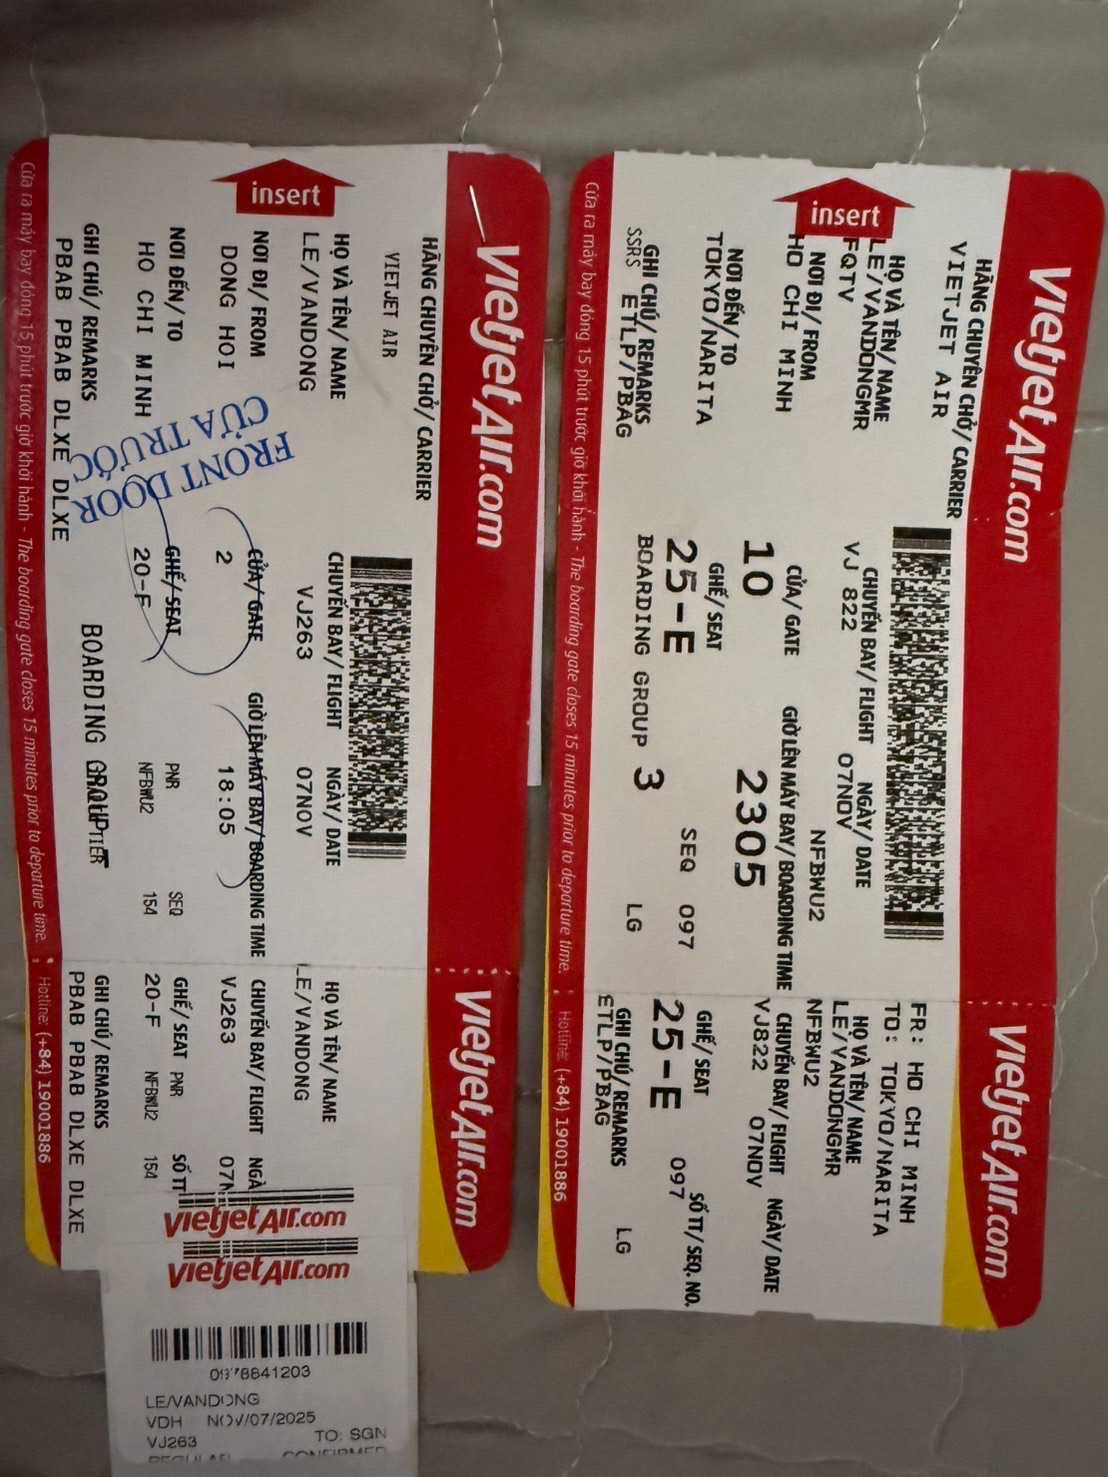 VietJetAir.com
HÃNG CHUYÊN CHỞ/ CARRIER
VIETJET AIR
HỌ VÀ TÊN/ NAME
LE/VANDONG
NƠI ĐI/ FROM
DONG HOI
NƠI ĐẾN/ TO
HO CHI MINH
GHI CHÚ/ REMARKS
PBAB PBAB DLXE DLXE
insert
FRONT DOOR
CỬA TRƯỚC
CHUYẾN BAY/ FLIGHT NGÀY/ DATE
VJ263 07NOV
CỬA/ GATE GIỜ LÊN MÁY BAY/ BOARDING TIME
2 18:05
GHẾ/ SEAT PNR SEQ
20-F NFBWU2 154
BOARDING GROUP TIER
Cửa ra máy bay đóng 15 phút trước giờ khởi hành - The boarding gate closes 15 minutes prior to departure time.
Hotline: (+84) 19001886
VietJetAir.com
HỌ VÀ TÊN/ NAME
LE/VANDONG
CHUYẾN BAY/ FLIGHT NGÀ
VJ263 07N
GHẾ/ SEAT PNR SỐ TT
20-F NFBWU2 154
GHI CHÚ/ REMARKS
PBAB PBAB DLXE DLXE
VietJetAir.com
VietJetAir.com
0978841203
LE/VANDONG
VDH NOV/07/2025
VJ263 TO: SGN
VietJetAir.com
HÃNG CHUYÊN CHỞ/ CARRIER
VIETJET AIR
HỌ VÀ TÊN/ NAME
LE/VANDONGMR
FQTV
NƠI ĐI/ FROM
HO CHI MINH
NƠI ĐẾN/ TO
TOKYO/NARITA
GHI CHÚ/ REMARKS
SSRS ETLP/PBAG
insert
CHUYẾN BAY/ FLIGHT NGÀY/ DATE
VJ 822 07NOV
NFBWU2
CỬA/ GATE GIỜ LÊN MÁY BAY/ BOARDING TIME
10 2305
GHẾ/ SEAT
25-E SEQ 097
BOARDING GROUP 3 LG
Cửa ra máy bay đóng 15 phút trước giờ khởi hành - The boarding gate closes 15 minutes prior to departure time.
Hotline: (+84) 19001886
VietJetAir.com
FR: HO CHI MINH
TO: TOKYO/NARITA
HỌ VÀ TÊN/ NAME
LE/VANDONGMR
NFBWU2
CHUYẾN BAY/ FLIGHT NGÀY/ DATE
VJ822 07NOV
GHẾ/ SEAT SỐ TT/ SEQ. NO.
25-E 097
GHI CHÚ/ REMARKS
ETLP/PBAG LG